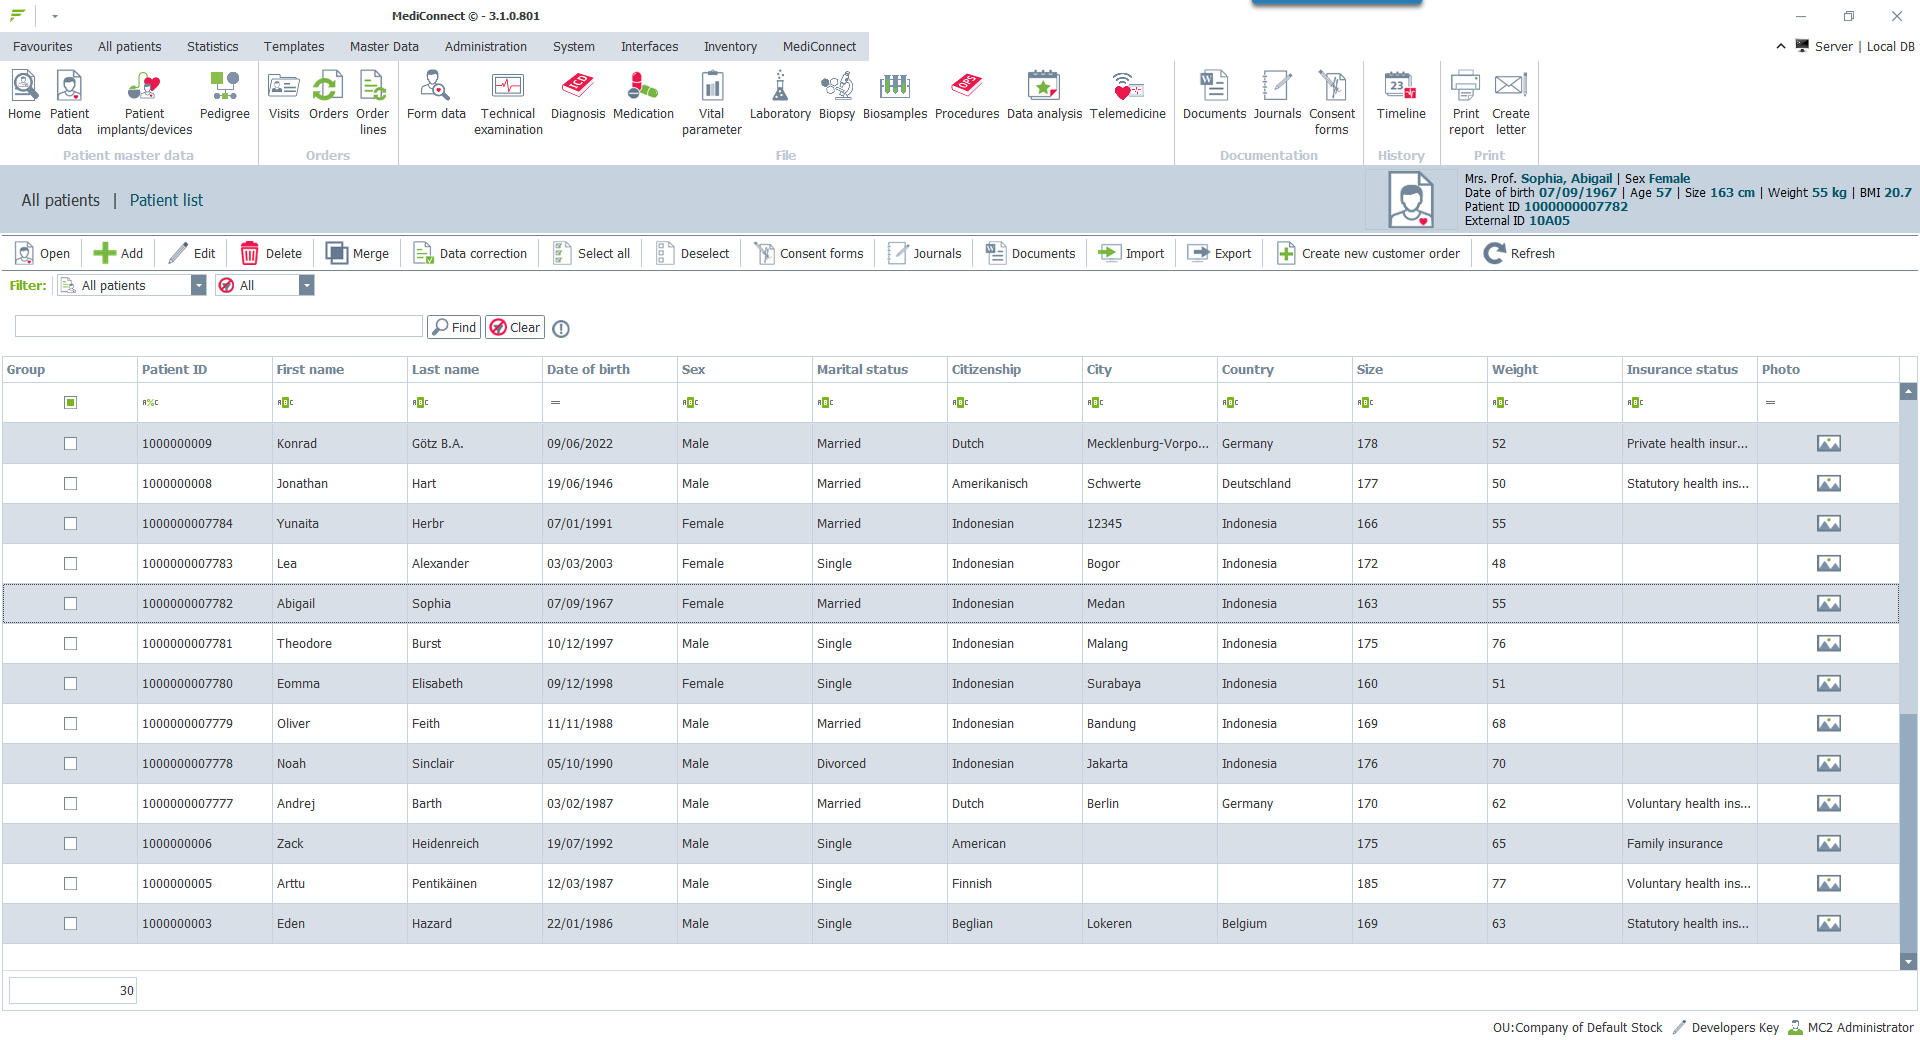 MediConnect © - 3.1.0.801
Favourites All patients Statistics Templates Master Data Administration System Interfaces Inventory MediConnect Server | Local DB
Home Patient data Patient implants/devices Pedigree Visits Orders Order lines Form data Technical examination Diagnosis Medication Vital parameter Laboratory Biopsy Biosamples Procedures Data analysis Telemedicine Documents Journals Consent forms Timeline Print report Create letter
Patient master data Orders File Documentation History Print
All patients | Patient list
Mrs. Prof. Sophia, Abigail | Sex Female
Date of birth 07/09/1967 | Age 57 | Size 163 cm | Weight 55 kg | BMI 20.7
Patient ID 1000000007782
External ID 10A05
Open Add Edit Delete Merge Data correction Select all Deselect Consent forms Journals Documents Import Export Create new customer order Refresh
Filter: All patients All
Find Clear
Group Patient ID First name Last name Date of birth Sex Marital status Citizenship City Country Size Weight Insurance status Photo
1000000009 Konrad Götz B.A. 09/06/2022 Male Married Dutch Mecklenburg-Vorpo... Germany 178 52 Private health insur...
1000000008 Jonathan Hart 19/06/1946 Male Married Amerikanisch Schwerte Deutschland 177 50 Statutory health ins...
1000000007784 Yunaita Herbr 07/01/1991 Female Married Indonesian 12345 Indonesia 166 55
1000000007783 Lea Alexander 03/03/2003 Female Single Indonesian Bogor Indonesia 172 48
1000000007782 Abigail Sophia 07/09/1967 Female Married Indonesian Medan Indonesia 163 55
1000000007781 Theodore Burst 10/12/1997 Male Single Indonesian Malang Indonesia 175 76
1000000007780 Eomma Elisabeth 09/12/1998 Female Single Indonesian Surabaya Indonesia 160 51
1000000007779 Oliver Feith 11/11/1988 Male Married Indonesian Bandung Indonesia 169 68
1000000007778 Noah Sinclair 05/10/1990 Male Divorced Indonesian Jakarta Indonesia 176 70
1000000007777 Andrej Barth 03/02/1987 Male Married Dutch Berlin Germany 170 62 Voluntary health ins...
1000000006 Zack Heidenreich 19/07/1992 Male Single American 175 65 Family insurance
1000000005 Arttu Pentikäinen 12/03/1987 Male Single Finnish 185 77 Voluntary health ins...
1000000003 Eden Hazard 22/01/1986 Male Single Beglian Lokeren Belgium 169 63 Statutory health ins...
30
OU:Company of Default Stock Developers Key MC2 Administrator